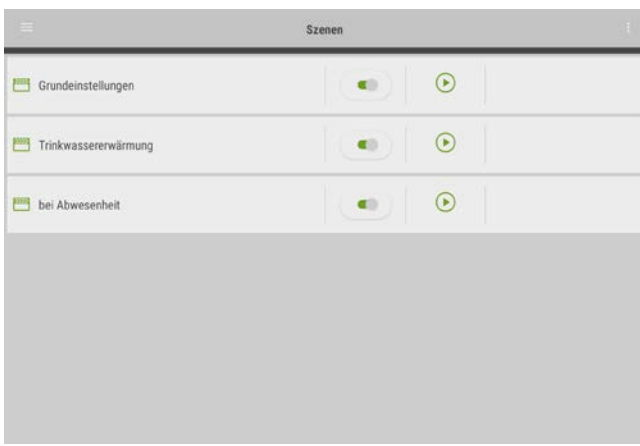 Szenen
Grundeinstellungen
Trinkwassererwärmung
bei Abwesenheit